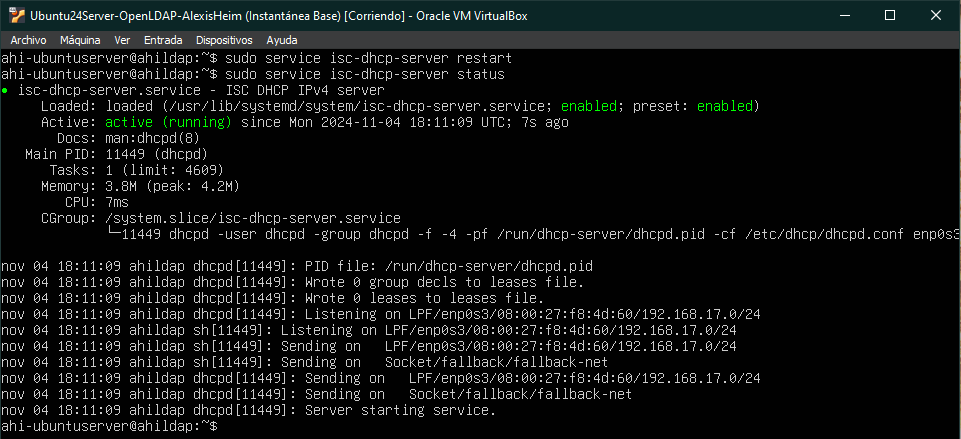 Ubuntu24Server-OpenLDAP-AlexisHeim (Instantánea Base) [Corriendo] - Oracle VM VirtualBox
Archivo Máquina Ver Entrada Dispositivos Ayuda
ahi-ubuntuserver@ahildap:~$ sudo service isc-dhcp-server restart
ahi-ubuntuserver@ahildap:~$ sudo service isc-dhcp-server status
● isc-dhcp-server.service - ISC DHCP IPv4 server
Loaded: loaded (/usr/lib/systemd/system/isc-dhcp-server.service; enabled; preset: enabled)
Active: active (running) since Mon 2024-11-04 18:11:09 UTC; 7s ago
Docs: man:dhcpd(8)
Main PID: 11449 (dhcpd)
Tasks: 1 (limit: 4609)
Memory: 3.8M (peak: 4.2M)
CPU: 7ms
CGroup: /system.slice/isc-dhcp-server.service
└─11449 dhcpd -user dhcpd -group dhcpd -f -4 -pf /run/dhcp-server/dhcpd.pid -cf /etc/dhcp/dhcpd.conf enp0s3
nov 04 18:11:09 ahildap dhcpd[11449]: PID file: /run/dhcp-server/dhcpd.pid
nov 04 18:11:09 ahildap dhcpd[11449]: Wrote 0 group decls to leases file.
nov 04 18:11:09 ahildap dhcpd[11449]: Wrote 0 leases to leases file.
nov 04 18:11:09 ahildap dhcpd[11449]: Listening on LPF/enp0s3/08:00:27:f8:4d:60/192.168.17.0/24
nov 04 18:11:09 ahildap sh[11449]: Listening on LPF/enp0s3/08:00:27:f8:4d:60/192.168.17.0/24
nov 04 18:11:09 ahildap sh[11449]: Sending on   LPF/enp0s3/08:00:27:f8:4d:60/192.168.17.0/24
nov 04 18:11:09 ahildap sh[11449]: Sending on   Socket/fallback/fallback-net
nov 04 18:11:09 ahildap dhcpd[11449]: Sending on   LPF/enp0s3/08:00:27:f8:4d:60/192.168.17.0/24
nov 04 18:11:09 ahildap dhcpd[11449]: Sending on   Socket/fallback/fallback-net
nov 04 18:11:09 ahildap dhcpd[11449]: Server starting service.
ahi-ubuntuserver@ahildap:~$